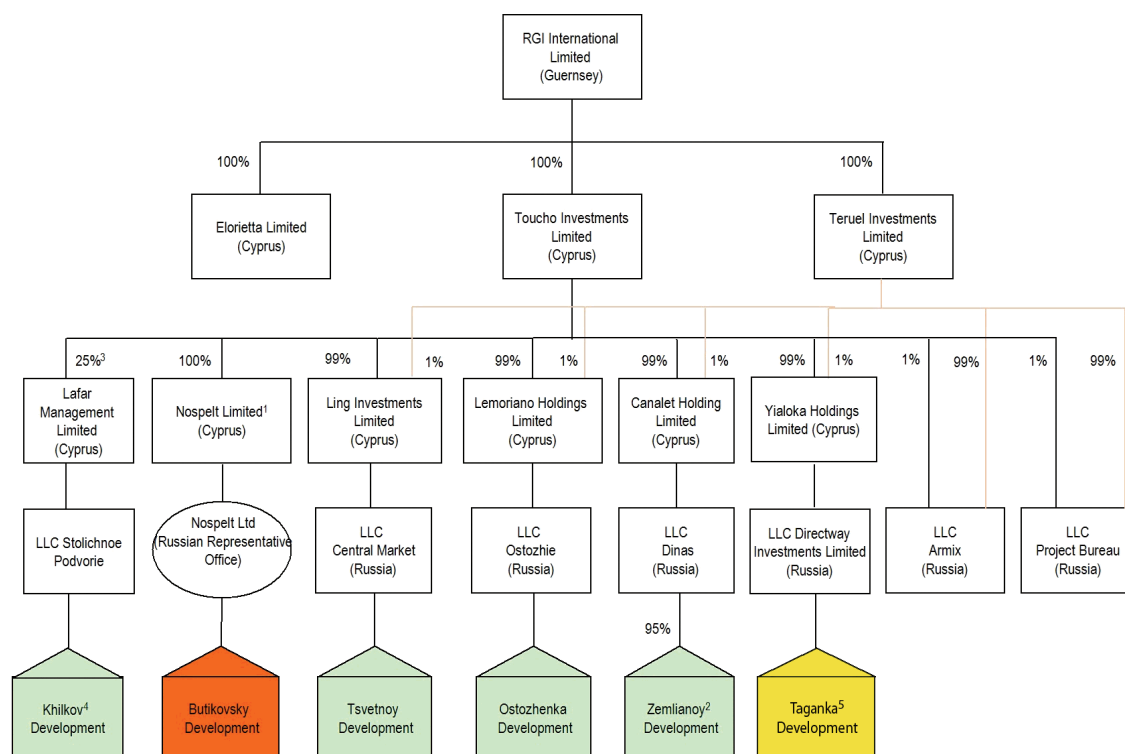 RGI International
Limited
(Guernsey)
100%
100%
100%
Elorietta Limited
(Cyprus)
Toucho Investments
Limited
(Cyprus)
Teruel Investments
Limited
(Cyprus)
25%³
100%
99%
1%
99%
1%
99%
1%
99%
1%
1%
99%
1%
99%
Lafar
Management
Limited
(Cyprus)
Nospelt Limited¹
(Cyprus)
Ling Investments
Limited
(Cyprus)
Lemoriano Holdings
Limited
(Cyprus)
Canalet Holding
Limited
(Cyprus)
Yialoka Holdings
Limited (Cyprus)
LLC Stolichnoe
Podvorie
Nospelt Ltd
(Russian Representative
Office)
LLC
Central Market
(Russia)
LLC
Ostozhie
(Russia)
LLC
Dinas
(Russia)
LLC Directway
Investments Limited
(Russia)
LLC
Armix
(Russia)
LLC
Project Bureau
(Russia)
95%
Khilkov⁴
Development
Butikovsky
Development
Tsvetnoy
Development
Ostozhenka
Development
Zemlianoy²
Development
Taganka⁵
Development